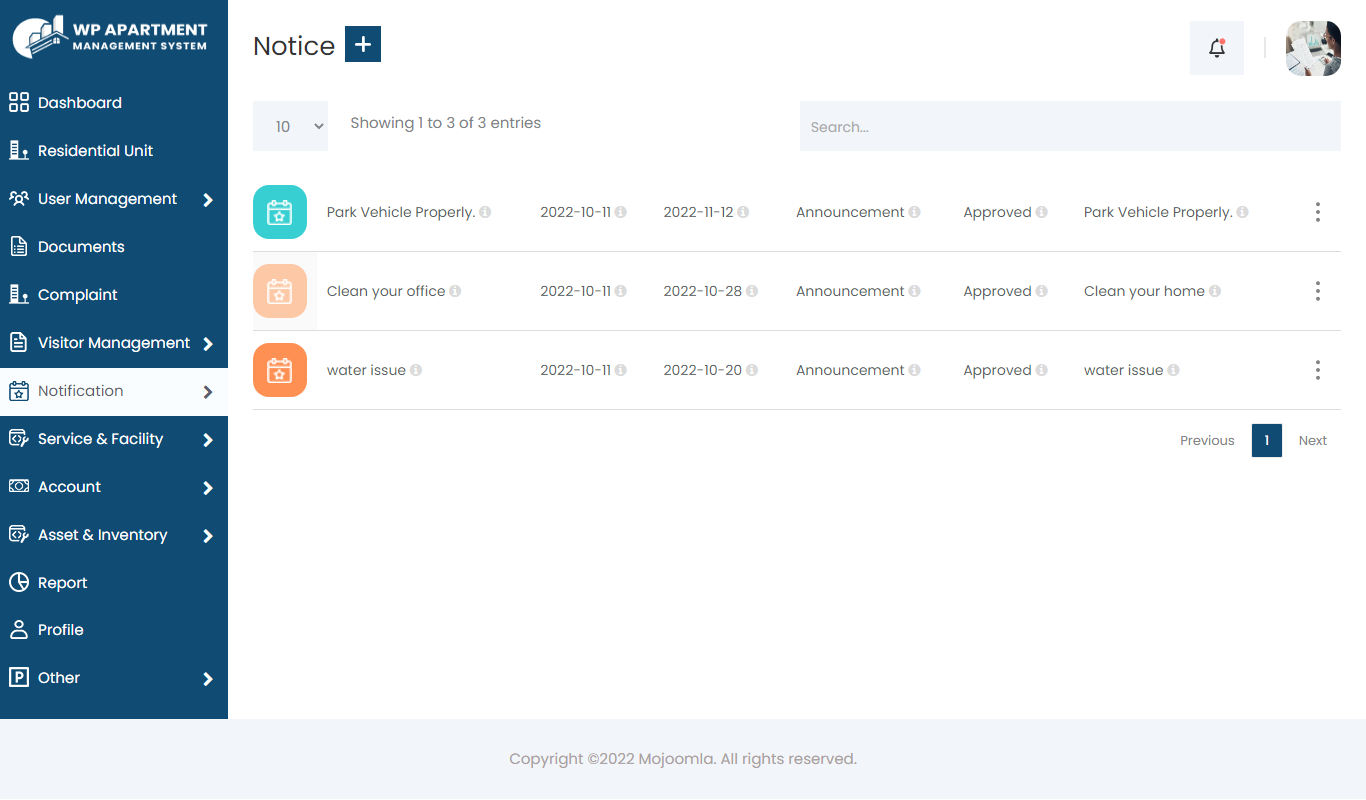 WP APARTMENT
MANAGEMENT SYSTEM
Dashboard
Residential Unit
User Management
Documents
Complaint
Visitor Management
Notification
Service & Facility
Account
Asset & Inventory
Report
Profile
Other
Notice +
10 Showing 1 to 3 of 3 entries Search...
Park Vehicle Properly. 2022-10-11 2022-11-12 Announcement Approved Park Vehicle Properly.
Clean your office 2022-10-11 2022-10-28 Announcement Approved Clean your home
water issue 2022-10-11 2022-10-20 Announcement Approved water issue
Previous 1 Next
Copyright ©2022 Mojoomla. All rights reserved.